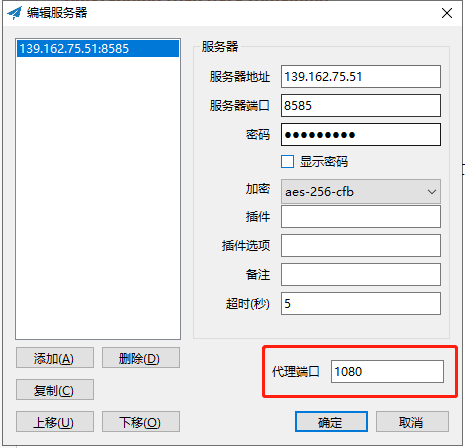 编辑服务器
139.162.75.51:8585
服务器
服务器地址 139.162.75.51
服务器端口 8585
密码 ●●●●●●●●●
显示密码
加密 aes-256-cfb
插件
插件选项
备注
超时(秒) 5
添加(A) 删除(D)
代理端口 1080
复制(C)
上移(U) 下移(O) 确定 取消